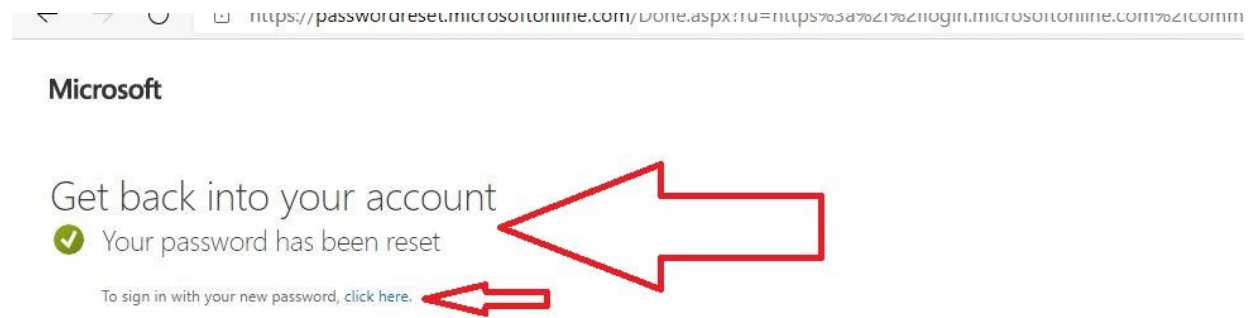 https://passwordreset.microsoftonline.com/Done.aspx?ru=https%3a%2f%2flogin.microsoftonline.com%2fcomm
Microsoft
Get back into your account
Your password has been reset
To sign in with your new password, click here.